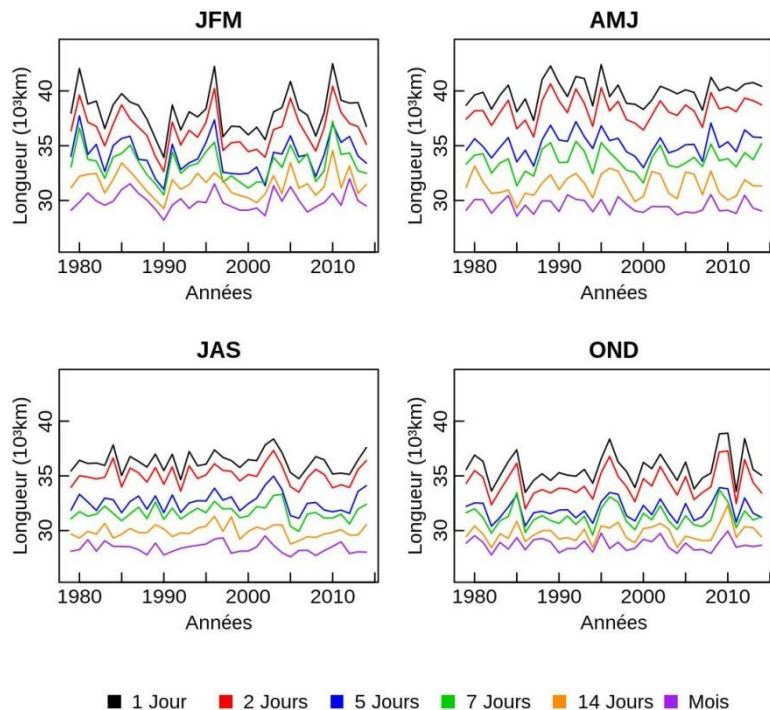 JFM
AMJ
Longueur (10³km)
30 35 40
1980 1990 2000 2010
Années
Longueur (10³km)
30 35 40
1980 1990 2000 2010
Années
JAS
OND
Longueur (10³km)
30 35 40
1980 1990 2000 2010
Années
Longueur (10³km)
30 35 40
1980 1990 2000 2010
Années
1 Jour 2 Jours 5 Jours 7 Jours 14 Jours Mois